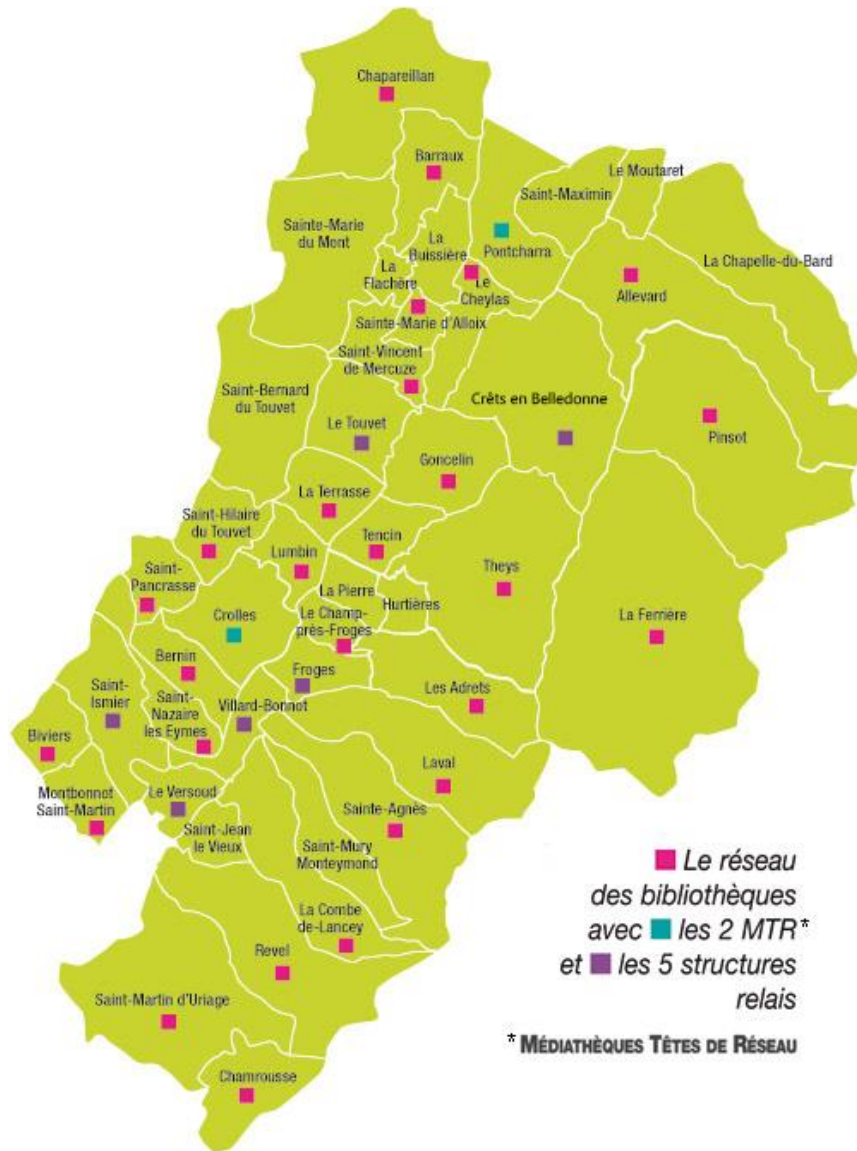 Chapareillan
Barraux
Le Moutaret
Saint-Maximin
Sainte-Marie
du Mont
La
Buissière
Pontcharra
La Chapelle-du-Bard
La
Flachère
Le
Cheylas
Allevard
Sainte-Marie d'Alloix
Saint-Vincent
de Mercuze
Saint-Bernard
du Touvet
Crêts en Belledonne
Le Touvet
Pinsot
Goncelin
La Terrasse
Saint-Hilaire
du Touvet
Tencin
Lumbin
Saint-
Pancrasse
Theys
La Pierre
Hurtières
Crolles
Le Champ-
près-Froges
La Ferrière
Bernin
Froges
Saint-
Ismier
Saint-
Nazaire
les Eymes
Villard-Bonnot
Les Adrets
Biviers
Laval
Montbonnot
Saint-Martin
Le Versoud
Sainte-Agnès
Saint-Jean
le Vieux
Saint-Mury
Monteymond
La Combe
de-Lancey
Revel
Saint-Martin d'Uriage
Chamrousse
Le réseau
des bibliothèques
avec les 2 MTR*
et les 5 structures
relais
* MÉDIATHÈQUES TÊTES DE RÉSEAU